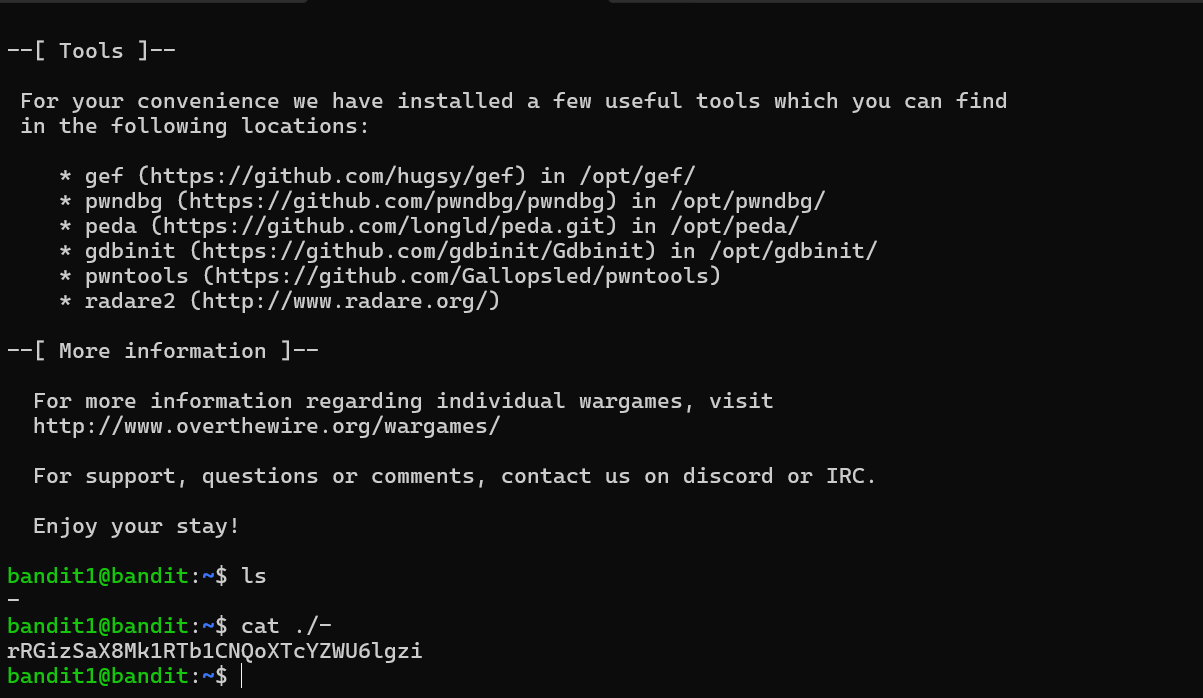 --[ Tools ]--
For your convenience we have installed a few useful tools which you can find
in the following locations:
* gef (https://github.com/hugsy/gef) in /opt/gef/
* pwndbg (https://github.com/pwndbg/pwndbg) in /opt/pwndbg/
* peda (https://github.com/longld/peda.git) in /opt/peda/
* gdbinit (https://github.com/gdbinit/Gdbinit) in /opt/gdbinit/
* pwntools (https://github.com/Gallopsled/pwntools)
* radare2 (http://www.radare.org/)
--[ More information ]--
For more information regarding individual wargames, visit
http://www.overthewire.org/wargames/
For support, questions or comments, contact us on discord or IRC.
Enjoy your stay!
bandit1@bandit:~$ ls
-
bandit1@bandit:~$ cat ./-
rRGizSaX8Mk1RTb1CNQoXTcYZWU6lgzi
bandit1@bandit:~$